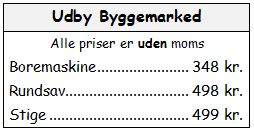 Udby Byggemarked
Alle priser er uden moms
Boremaskine........................ 348 kr.
Rundsav................................ 498 kr.
Stige .................................... 499 kr.